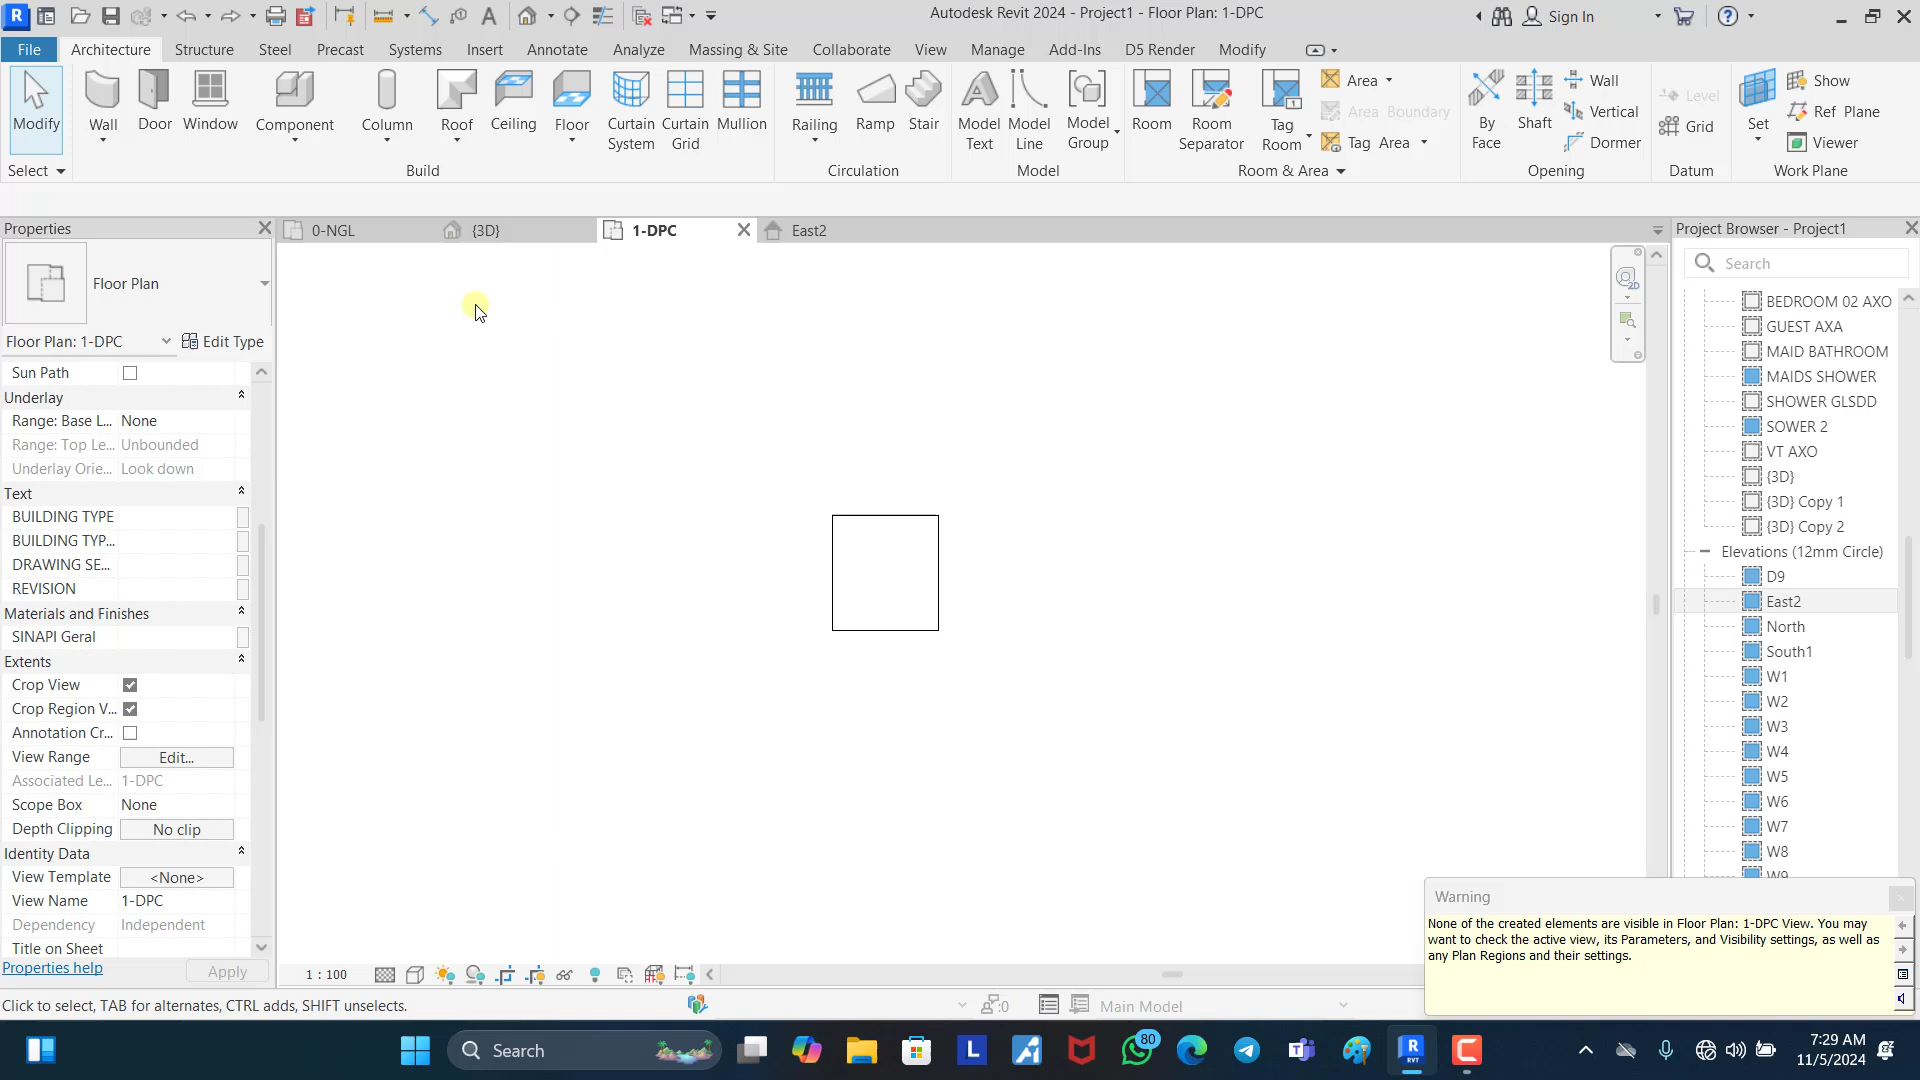 Autodesk Revit 2024 - Project1 - Floor Plan: 1-DPC
Sign In
File
Architecture
Structure
Steel
Precast
Systems
Insert
Annotate
Analyze
Massing & Site
Collaborate
View
Manage
Add-Ins
D5 Render
Modify
Modify
Wall
Door
Window
Component
Column
Roof
Ceiling
Floor
Curtain System
Curtain Grid
Mullion
Railing
Ramp
Stair
Model Text
Model Line
Model Group
Room
Room Separator
Tag Room
Area
Area Boundary
Tag Area
By Face
Shaft
Wall
Vertical
Dormer
Level
Grid
Set
Show
Ref Plane
Viewer
Select
Build
Circulation
Model
Room & Area
Opening
Datum
Work Plane
Properties
0-NGL
{3D}
1-DPC
East2
Project Browser - Project1
Search
Floor Plan
Floor Plan: 1-DPC
Edit Type
Sun Path
Underlay
Range: Base L... None
Range: Top Le... Unbounded
Underlay Orie... Look down
Text
BUILDING TYPE
BUILDING TYP...
DRAWING SE...
REVISION
Materials and Finishes
SINAPI Geral
Extents
Crop View
Crop Region V...
Annotation Cr...
View Range Edit...
Associated Le... 1-DPC
Scope Box None
Depth Clipping No clip
Identity Data
View Template <None>
View Name 1-DPC
Dependency Independent
Title on Sheet
Properties help
Apply
2D
BEDROOM 02 AXO
GUEST AXA
MAID BATHROOM
MAIDS SHOWER
SHOWER GLSDD
SOWER 2
VT AXO
{3D}
{3D} Copy 1
{3D} Copy 2
Elevations (12mm Circle)
D9
East2
North
South1
W1
W2
W3
W4
W5
W6
W7
W8
W9
Warning
None of the created elements are visible in Floor Plan: 1-DPC View. You may
want to check the active view, its Parameters, and Visibility settings, as well as
any Plan Regions and their settings.
1 : 100
Click to select, TAB for alternates, CTRL adds, SHIFT unselects.
:0
Main Model
Search
80
7:29 AM
11/5/2024